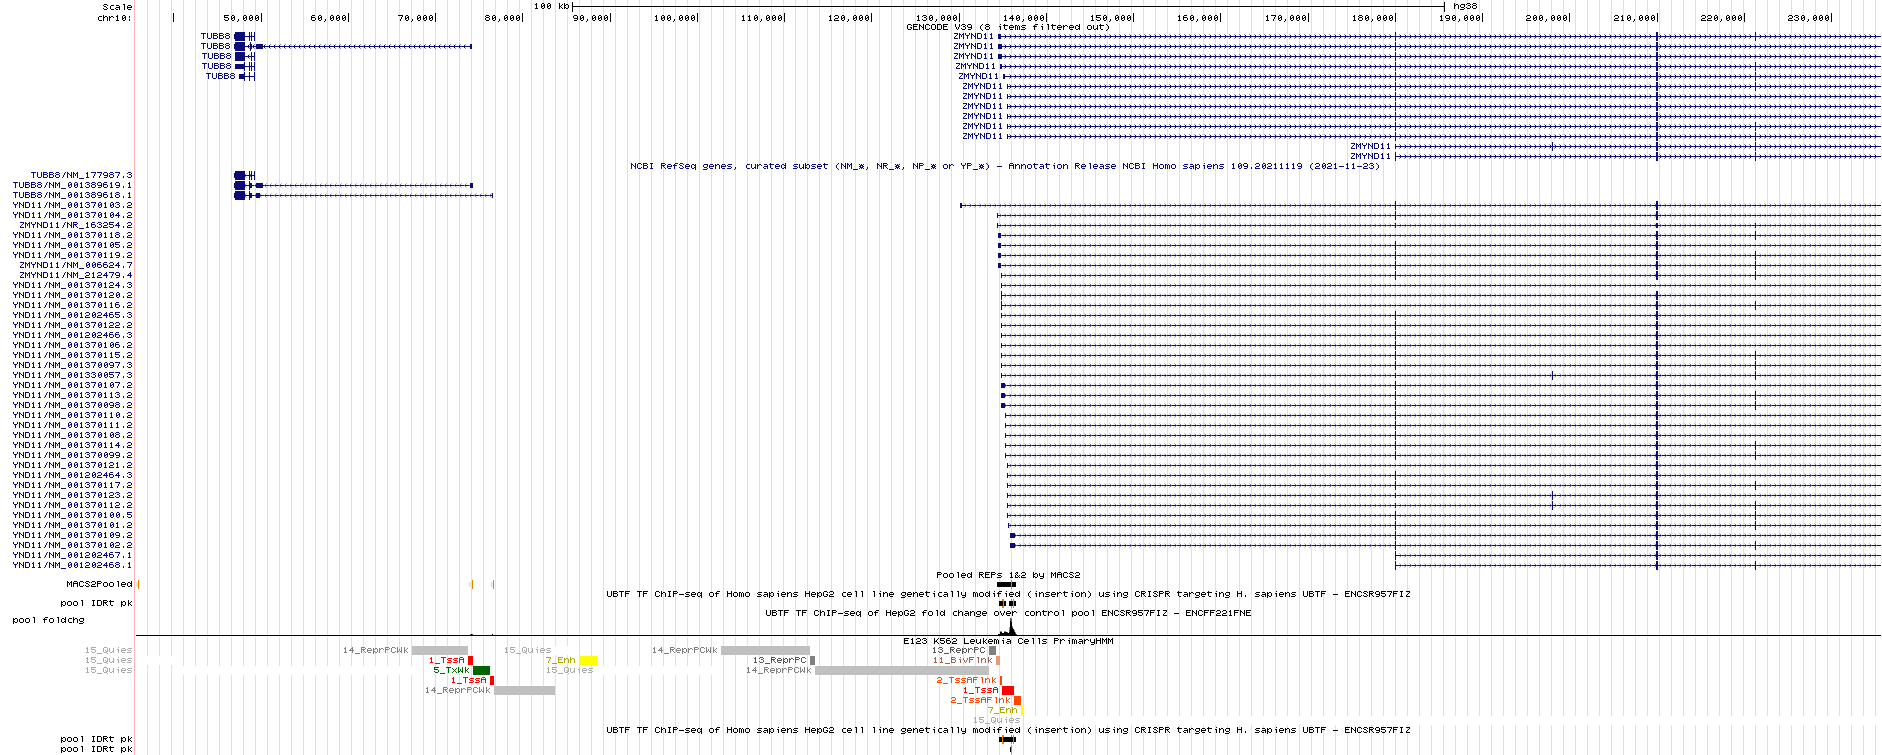 Scale 100 kb hg38
chr10: 50,000 60,000 70,000 80,000 90,000 100,000 110,000 120,000 130,000 140,000 150,000 160,000 170,000 180,000 190,000 200,000 210,000 220,000 230,000
GENCODE V39 (8 items filtered out)
TUBB8 ZMYND11
TUBB8 ZMYND11
TUBB8 ZMYND11
TUBB8 ZMYND11
TUBB8 ZMYND11
ZMYND11
ZMYND11
ZMYND11
ZMYND11
ZMYND11
ZMYND11
ZMYND11
ZMYND11
NCBI RefSeq genes, curated subset (NM_*, NR_*, NP_* or YP_*) - Annotation Release NCBI Homo sapiens 109.20211119 (2021-11-23)
TUBB8/NM_177987.3
TUBB8/NM_001389619.1
TUBB8/NM_001389618.1
YND11/NM_001370103.2
YND11/NM_001370104.2
ZMYND11/NR_163254.2
YND11/NM_001370118.2
YND11/NM_001370105.2
YND11/NM_001370119.2
ZMYND11/NM_006624.7
ZMYND11/NM_212479.4
YND11/NM_001370124.3
YND11/NM_001370120.2
YND11/NM_001370116.2
YND11/NM_001202465.3
YND11/NM_001370122.2
YND11/NM_001202466.3
YND11/NM_001370106.2
YND11/NM_001370115.2
YND11/NM_001370097.3
YND11/NM_001330057.3
YND11/NM_001370107.2
YND11/NM_001370113.2
YND11/NM_001370098.2
YND11/NM_001370110.2
YND11/NM_001370111.2
YND11/NM_001370108.2
YND11/NM_001370114.2
YND11/NM_001370099.2
YND11/NM_001370121.2
YND11/NM_001202464.3
YND11/NM_001370117.2
YND11/NM_001370123.2
YND11/NM_001370112.2
YND11/NM_001370100.5
YND11/NM_001370101.2
YND11/NM_001370109.2
YND11/NM_001370102.2
YND11/NM_001202467.1
YND11/NM_001202468.1
Pooled REPs 1&2 by MACS2
MACS2Pooled
UBTF TF ChIP-seq of Homo sapiens HepG2 cell line genetically modified (insertion) using CRISPR targeting H. sapiens UBTF - ENCSR957FIZ
pool IDRt pk
UBTF TF ChIP-seq of HepG2 fold change over control pool ENCSR957FIZ - ENCFF221FNE
pool foldchg
E123 K562 Leukemia Cells PrimaryHMM
15_Quies 14_ReprPCWk 15_Quies 14_ReprPCWk 13_ReprPC
15_Quies 1_TssA 7_Enh 13_ReprPC 11_BivFlnk
15_Quies 5_TxWk 15_Quies 14_ReprPCWk
1_TssA 2_TssAFlnk
14_ReprPCWk 1_TssA
2_TssAFlnk
7_Enh
15_Quies
UBTF TF ChIP-seq of Homo sapiens HepG2 cell line genetically modified (insertion) using CRISPR targeting H. sapiens UBTF - ENCSR957FIZ
pool IDRt pk
pool IDRt pk